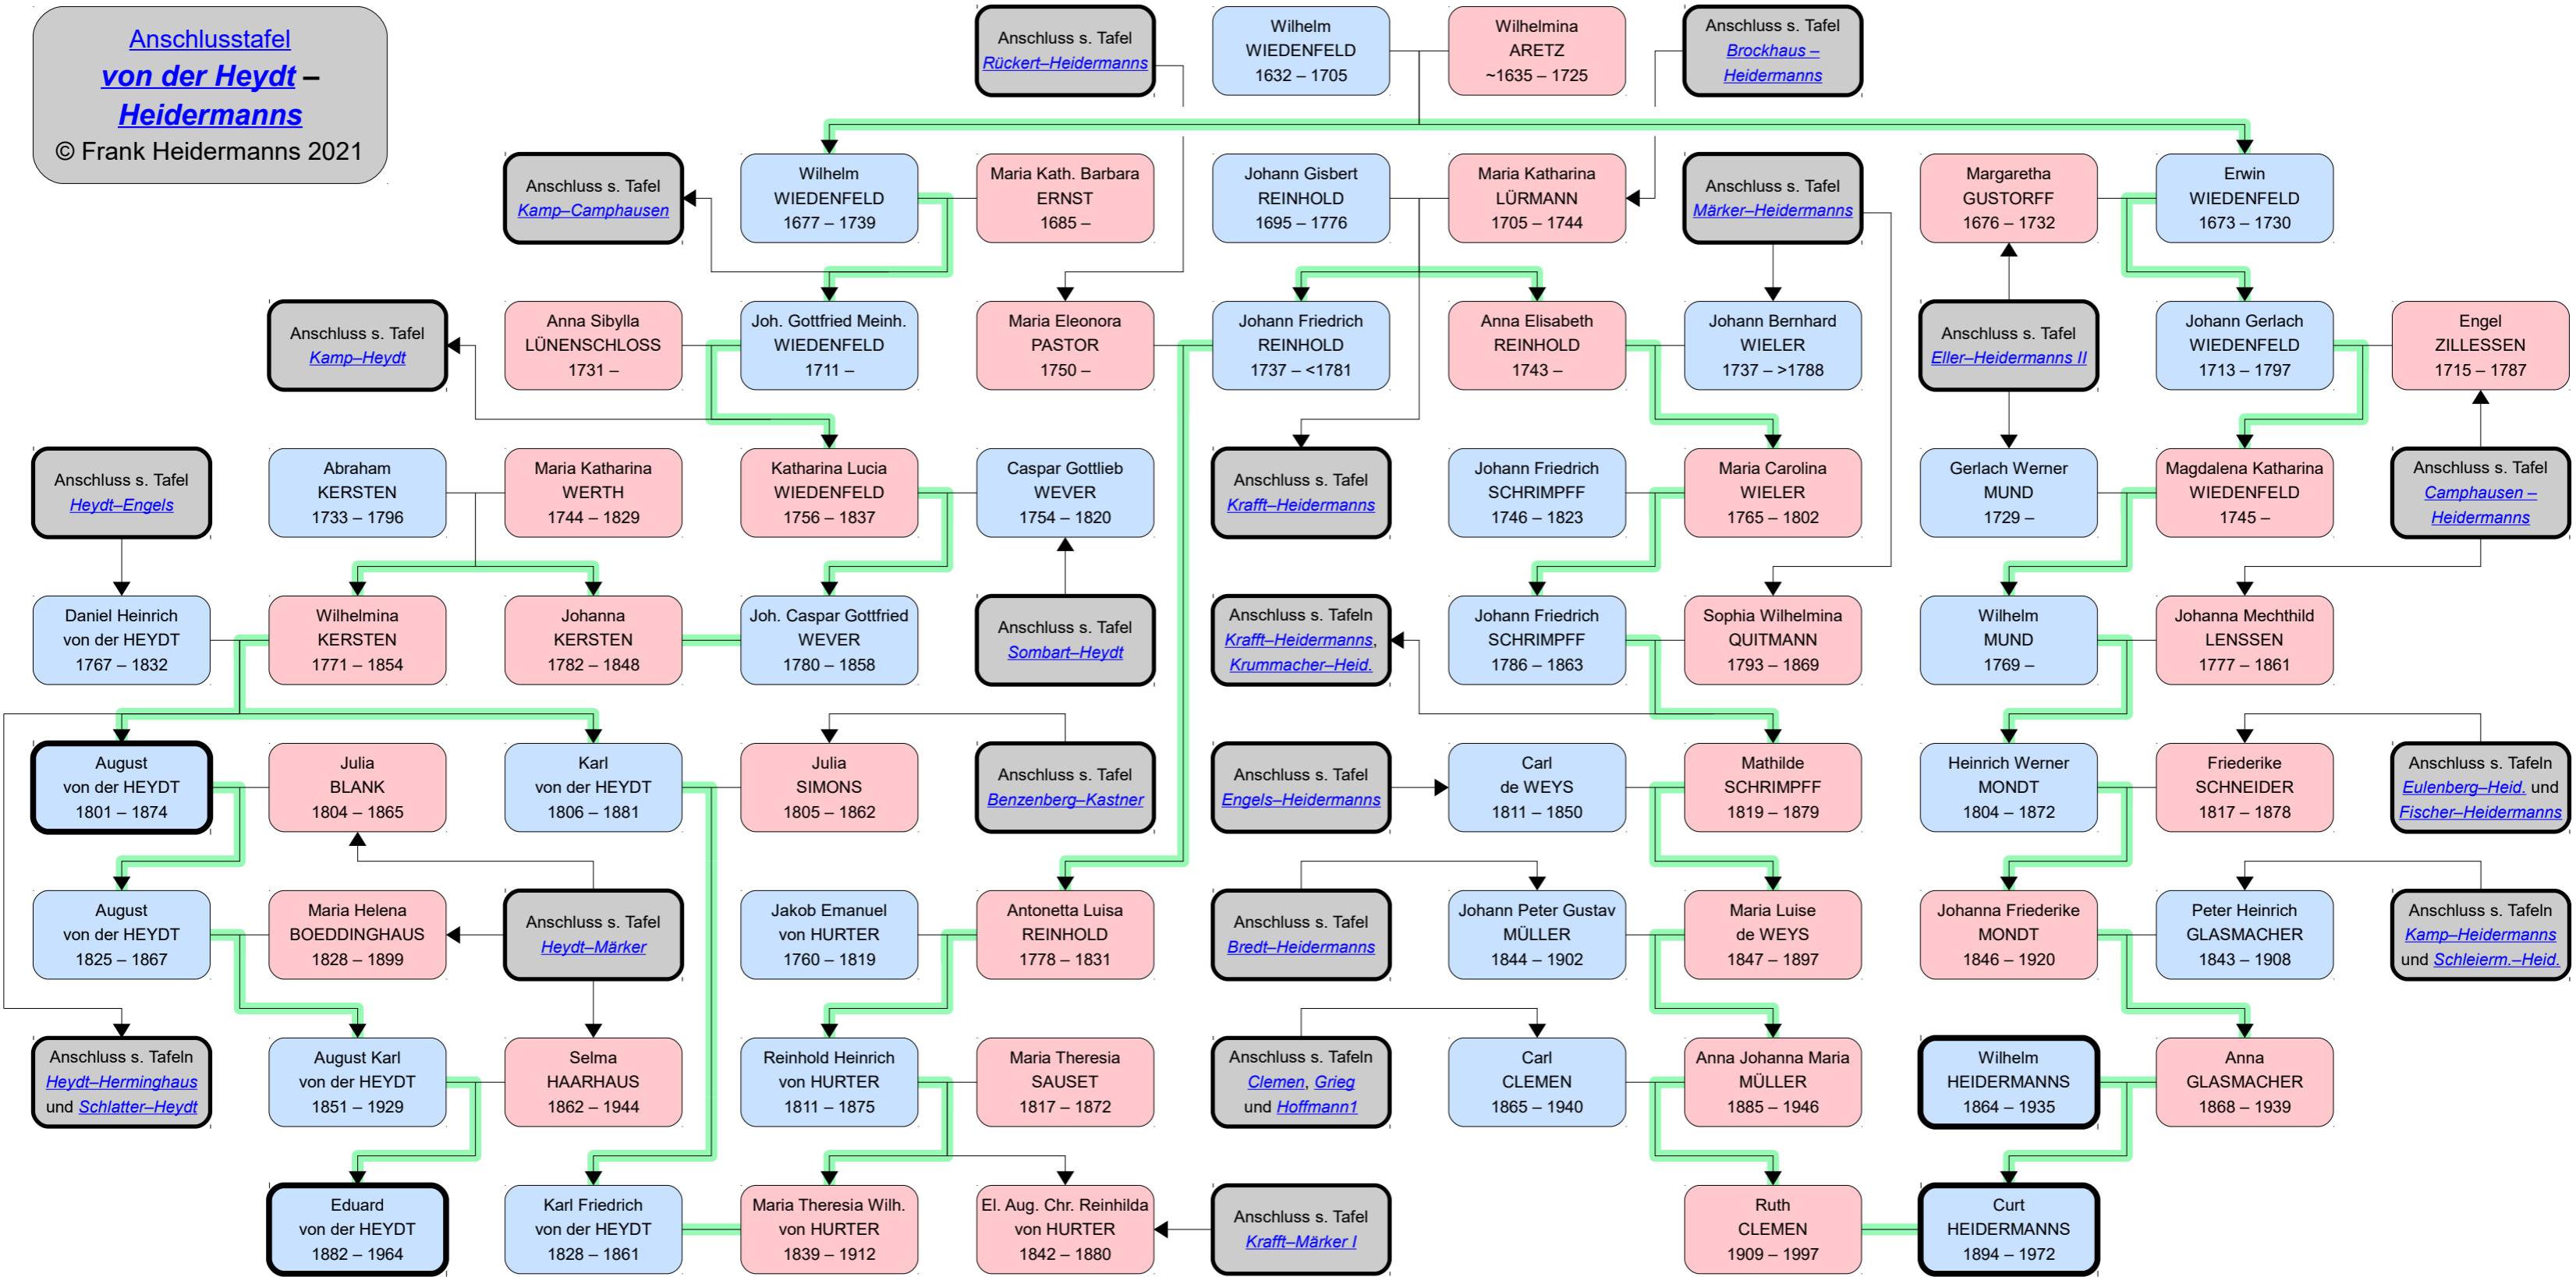 Anschlusstafel
von der Heydt –
Heidermanns
© Frank Heidermanns 2021
Anschluss s. Tafel
Rückert–Heidermanns
Wilhelm
WIEDENFELD
1632 – 1705
Wilhelmina
ARETZ
~1635 – 1725
Anschluss s. Tafel
Brockhaus –
Heidermanns
Anschluss s. Tafel
Kamp–Camphausen
Wilhelm
WIEDENFELD
1677 – 1739
Maria Kath. Barbara
ERNST
1685 –
Johann Gisbert
REINHOLD
1695 – 1776
Maria Katharina
LÜRMANN
1705 – 1744
Anschluss s. Tafel
Märker–Heidermanns
Margaretha
GUSTORFF
1676 – 1732
Erwin
WIEDENFELD
1673 – 1730
Anschluss s. Tafel
Kamp–Heydt
Anna Sibylla
LÜNENSCHLOSS
1731 –
Joh. Gottfried Meinh.
WIEDENFELD
1711 –
Maria Eleonora
PASTOR
1750 –
Johann Friedrich
REINHOLD
1737 – <1781
Anna Elisabeth
REINHOLD
1743 –
Johann Bernhard
WIELER
1737 – >1788
Anschluss s. Tafel
Eller–Heidermanns II
Johann Gerlach
WIEDENFELD
1713 – 1797
Engel
ZILLESSEN
1715 – 1787
Anschluss s. Tafel
Heydt–Engels
Abraham
KERSTEN
1733 – 1796
Maria Katharina
WERTH
1744 – 1829
Katharina Lucia
WIEDENFELD
1756 – 1837
Caspar Gottlieb
WEVER
1754 – 1820
Anschluss s. Tafel
Krafft–Heidermanns
Johann Friedrich
SCHRIMPFF
1746 – 1823
Maria Carolina
WIELER
1765 – 1802
Gerlach Werner
MUND
1729 –
Magdalena Katharina
WIEDENFELD
1745 –
Anschluss s. Tafel
Camphausen –
Heidermanns
Daniel Heinrich
von der HEYDT
1767 – 1832
Wilhelmina
KERSTEN
1771 – 1854
Johanna
KERSTEN
1782 – 1848
Joh. Caspar Gottfried
WEVER
1780 – 1858
Anschluss s. Tafel
Sombart–Heydt
Anschluss s. Tafeln
Krafft–Heidermanns,
Krummacher–Heid.
Johann Friedrich
SCHRIMPFF
1786 – 1863
Sophia Wilhelmina
QUITMANN
1793 – 1869
Wilhelm
MUND
1769 –
Johanna Mechthild
LENSSEN
1777 – 1861
August
von der HEYDT
1801 – 1874
Julia
BLANK
1804 – 1865
Karl
von der HEYDT
1806 – 1881
Julia
SIMONS
1805 – 1862
Anschluss s. Tafel
Benzenberg–Kastner
Anschluss s. Tafel
Engels–Heidermanns
Carl
de WEYS
1811 – 1850
Mathilde
SCHRIMPFF
1819 – 1879
Heinrich Werner
MONDT
1804 – 1872
Friederike
SCHNEIDER
1817 – 1878
Anschluss s. Tafeln
Eulenberg–Heid. und
Fischer–Heidermanns
August
von der HEYDT
1825 – 1867
Maria Helena
BOEDDINGHAUS
1828 – 1899
Anschluss s. Tafel
Heydt–Märker
Jakob Emanuel
von HURTER
1760 – 1819
Antonetta Luisa
REINHOLD
1778 – 1831
Anschluss s. Tafel
Bredt–Heidermanns
Johann Peter Gustav
MÜLLER
1844 – 1902
Maria Luise
de WEYS
1847 – 1897
Johanna Friederike
MONDT
1846 – 1920
Peter Heinrich
GLASMACHER
1843 – 1908
Anschluss s. Tafeln
Kamp–Heidermanns
und Schleierm.–Heid.
Anschluss s. Tafeln
Heydt–Herminghaus
und Schlatter–Heydt
August Karl
von der HEYDT
1851 – 1929
Selma
HAARHAUS
1862 – 1944
Reinhold Heinrich
von HURTER
1811 – 1875
Maria Theresia
SAUSET
1817 – 1872
Anschluss s. Tafeln
Clemen, Grieg
und Hoffmann1
Carl
CLEMEN
1865 – 1940
Anna Johanna Maria
MÜLLER
1885 – 1946
Wilhelm
HEIDERMANNS
1864 – 1935
Anna
GLASMACHER
1868 – 1939
Eduard
von der HEYDT
1882 – 1964
Karl Friedrich
von der HEYDT
1828 – 1861
Maria Theresia Wilh.
von HURTER
1839 – 1912
El. Aug. Chr. Reinhilda
von HURTER
1842 – 1880
Anschluss s. Tafel
Krafft–Märker I
Ruth
CLEMEN
1909 – 1997
Curt
HEIDERMANNS
1894 – 1972